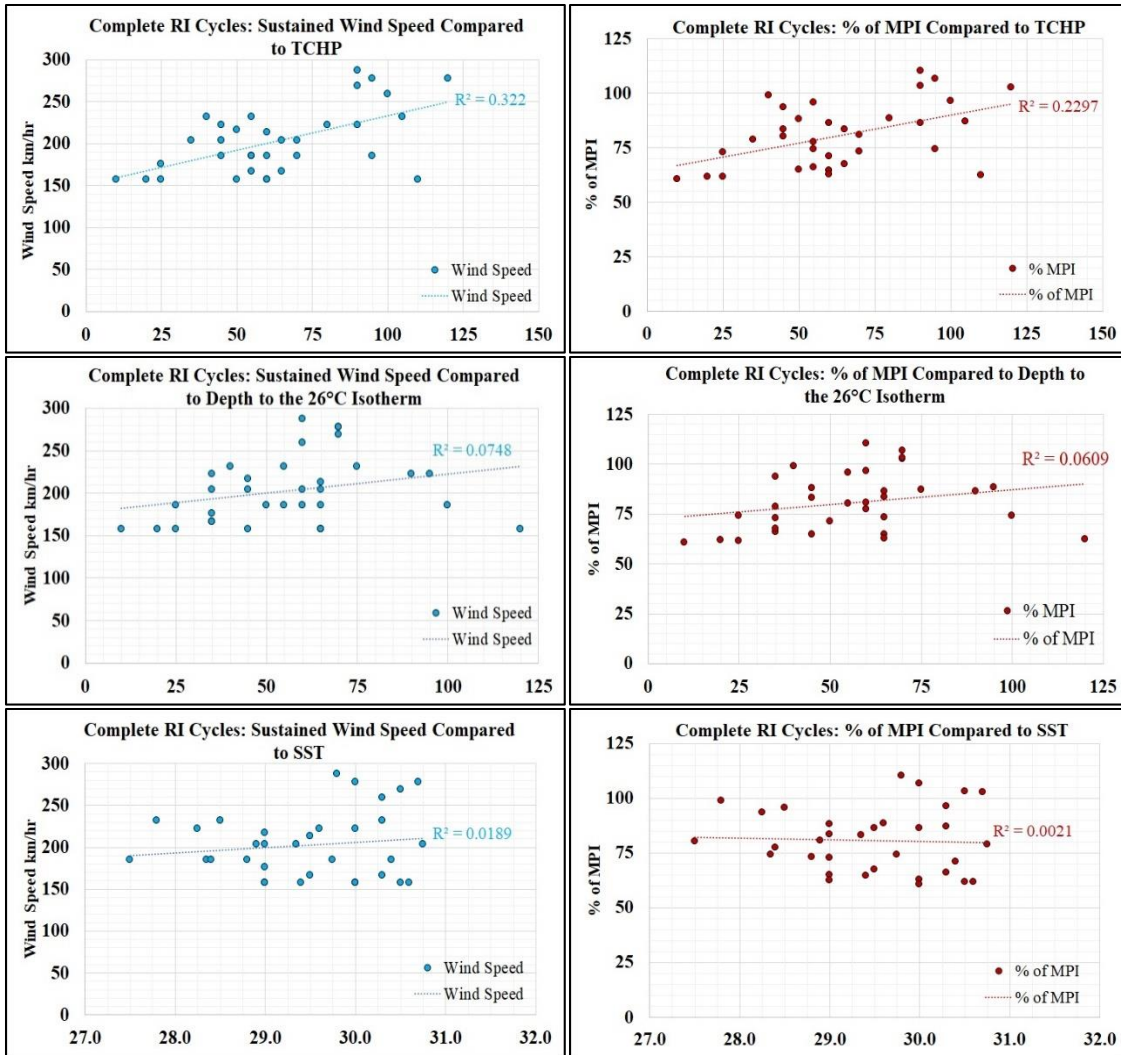 Complete RI Cycles: Sustained Wind Speed Compared
to TCHP
300
250
200
150
100
50
0
Wind Speed km/hr
R² = 0.322
Wind Speed
Wind Speed
0 25 50 75 100 125 150
Complete RI Cycles: % of MPI Compared to TCHP
125
100
75
50
25
0
% of MPI
R² = 0.2297
% MPI
% of MPI
0 25 50 75 100 125 150
Complete RI Cycles: Sustained Wind Speed Compared
to Depth to the 26°C Isotherm
300
250
200
150
100
50
0
Wind Speed km/hr
R² = 0.0748
Wind Speed
Wind Speed
0 25 50 75 100 125
Complete RI Cycles: % of MPI Compared to Depth to
the 26°C Isotherm
125
100
75
50
25
0
% of MPI
R² = 0.0609
% MPI
% of MPI
0 25 50 75 100 125
Complete RI Cycles: Sustained Wind Speed Compared
to SST
300
250
200
150
100
50
0
Wind Speed km/hr
R² = 0.0189
Wind Speed
Wind Speed
27.0 28.0 29.0 30.0 31.0 32.0
Complete RI Cycles: % of MPI Compared to SST
125
100
75
50
25
0
% of MPI
R² = 0.0021
% of MPI
% of MPI
27.0 28.0 29.0 30.0 31.0 32.0